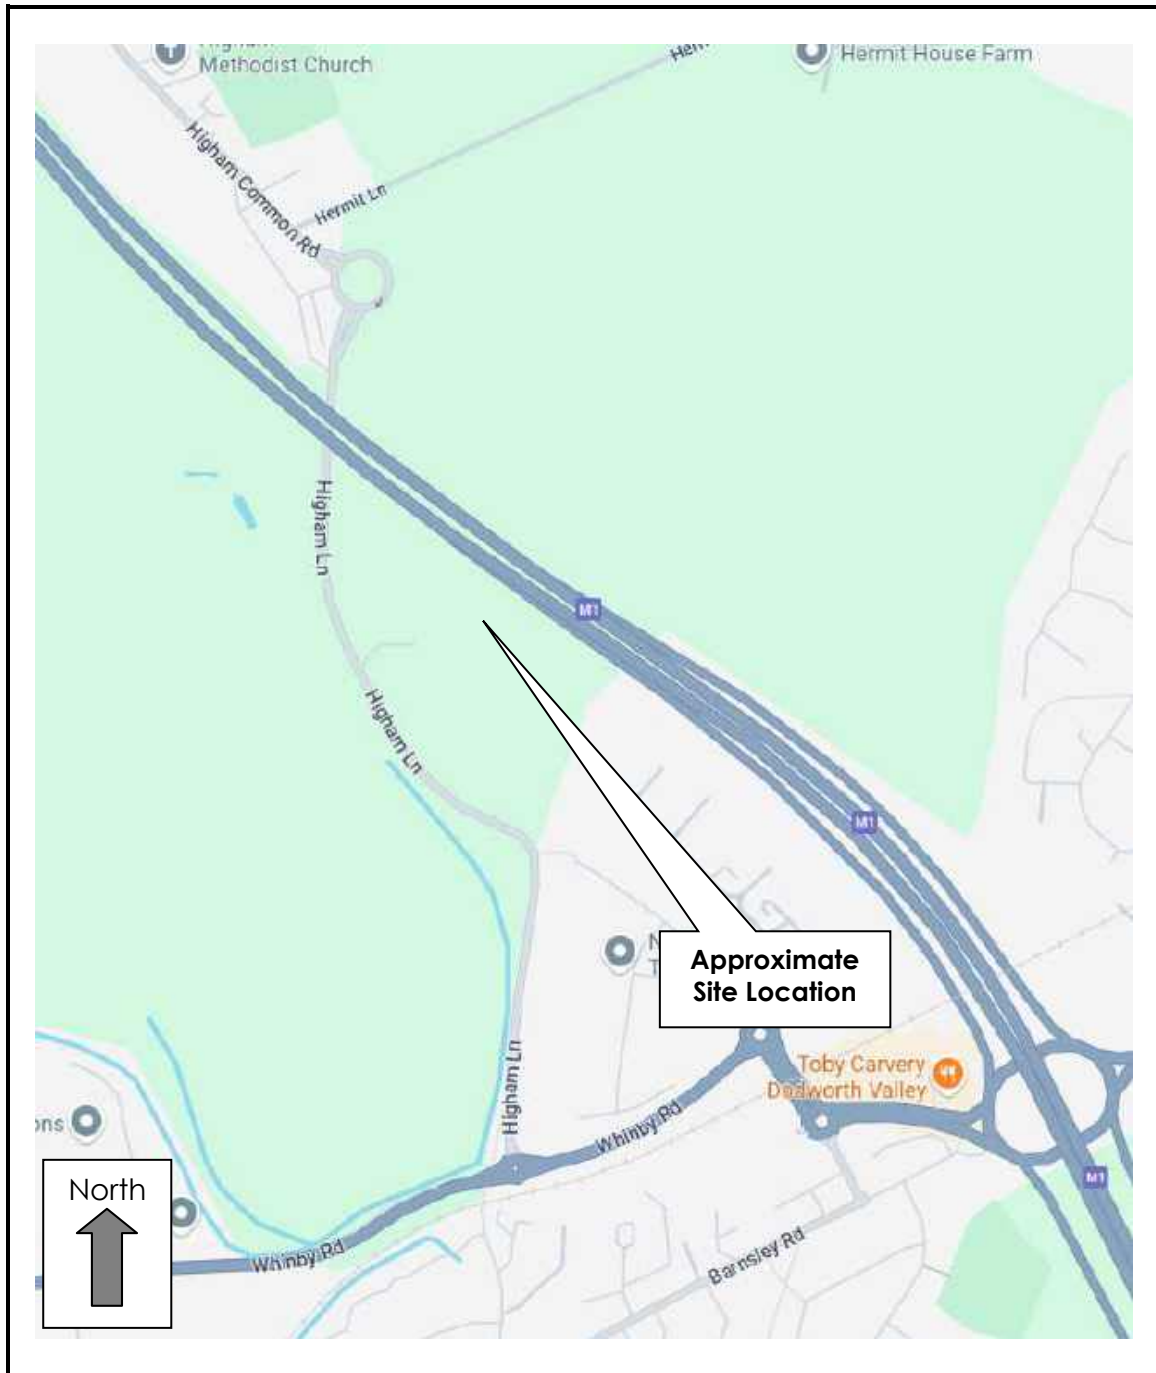 Methodist Church
Hermit House Farm
Higham Common Rd
Hermit Ln
Higham Ln
M1
Higham Ln
M1
Approximate
Site Location
Higham Ln
Toby Carvery
Dodworth Valley
Whinby Rd
M1
North
Whinby Rd
Barnsley Rd